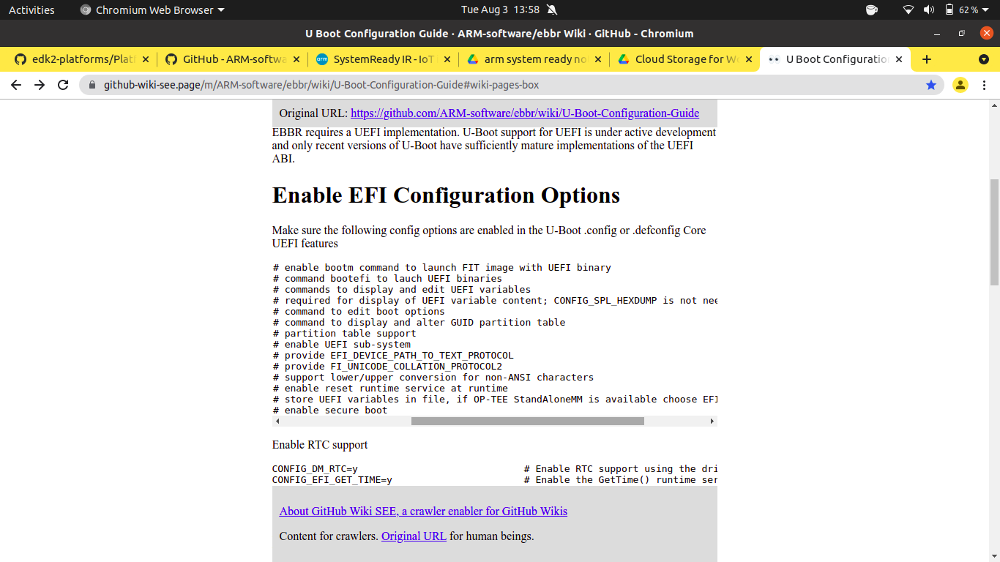 Activities Chromium Web Browser Tue Aug 3 13:58 62 %
U Boot Configuration Guide · ARM-software/ebbr Wiki · GitHub - Chromium
edk2-platforms/Platf GitHub - ARM-softwa arm SystemReady IR - IoT arm system ready no Cloud Storage for Wo U Boot Configuratio
github-wiki-see.page/m/ARM-software/ebbr/wiki/U-Boot-Configuration-Guide#wiki-pages-box
Original URL: https://github.com/ARM-software/ebbr/wiki/U-Boot-Configuration-Guide
EBBR requires a UEFI implementation. U-Boot support for UEFI is under active development
and only recent versions of U-Boot have sufficiently mature implementations of the UEFI
ABI.
Enable EFI Configuration Options
Make sure the following config options are enabled in the U-Boot .config or .defconfig Core
UEFI features
# enable bootm command to launch FIT image with UEFI binary
# command bootefi to lauch UEFI binaries
# commands to display and edit UEFI variables
# required for display of UEFI variable content; CONFIG_SPL_HEXDUMP is not nee
# command to edit boot options
# command to display and alter GUID partition table
# partition table support
# enable UEFI sub-system
# provide EFI_DEVICE_PATH_TO_TEXT_PROTOCOL
# provide FI_UNICODE_COLLATION_PROTOCOL2
# support lower/upper conversion for non-ANSI characters
# enable reset runtime service at runtime
# store UEFI variables in file, if OP-TEE StandAloneMM is available choose EFI
# enable secure boot
Enable RTC support
CONFIG_DM_RTC=y # Enable RTC support using the dri
CONFIG_EFI_GET_TIME=y # Enable the GetTime() runtime ser
About GitHub Wiki SEE, a crawler enabler for GitHub Wikis
Content for crawlers. Original URL for human beings.